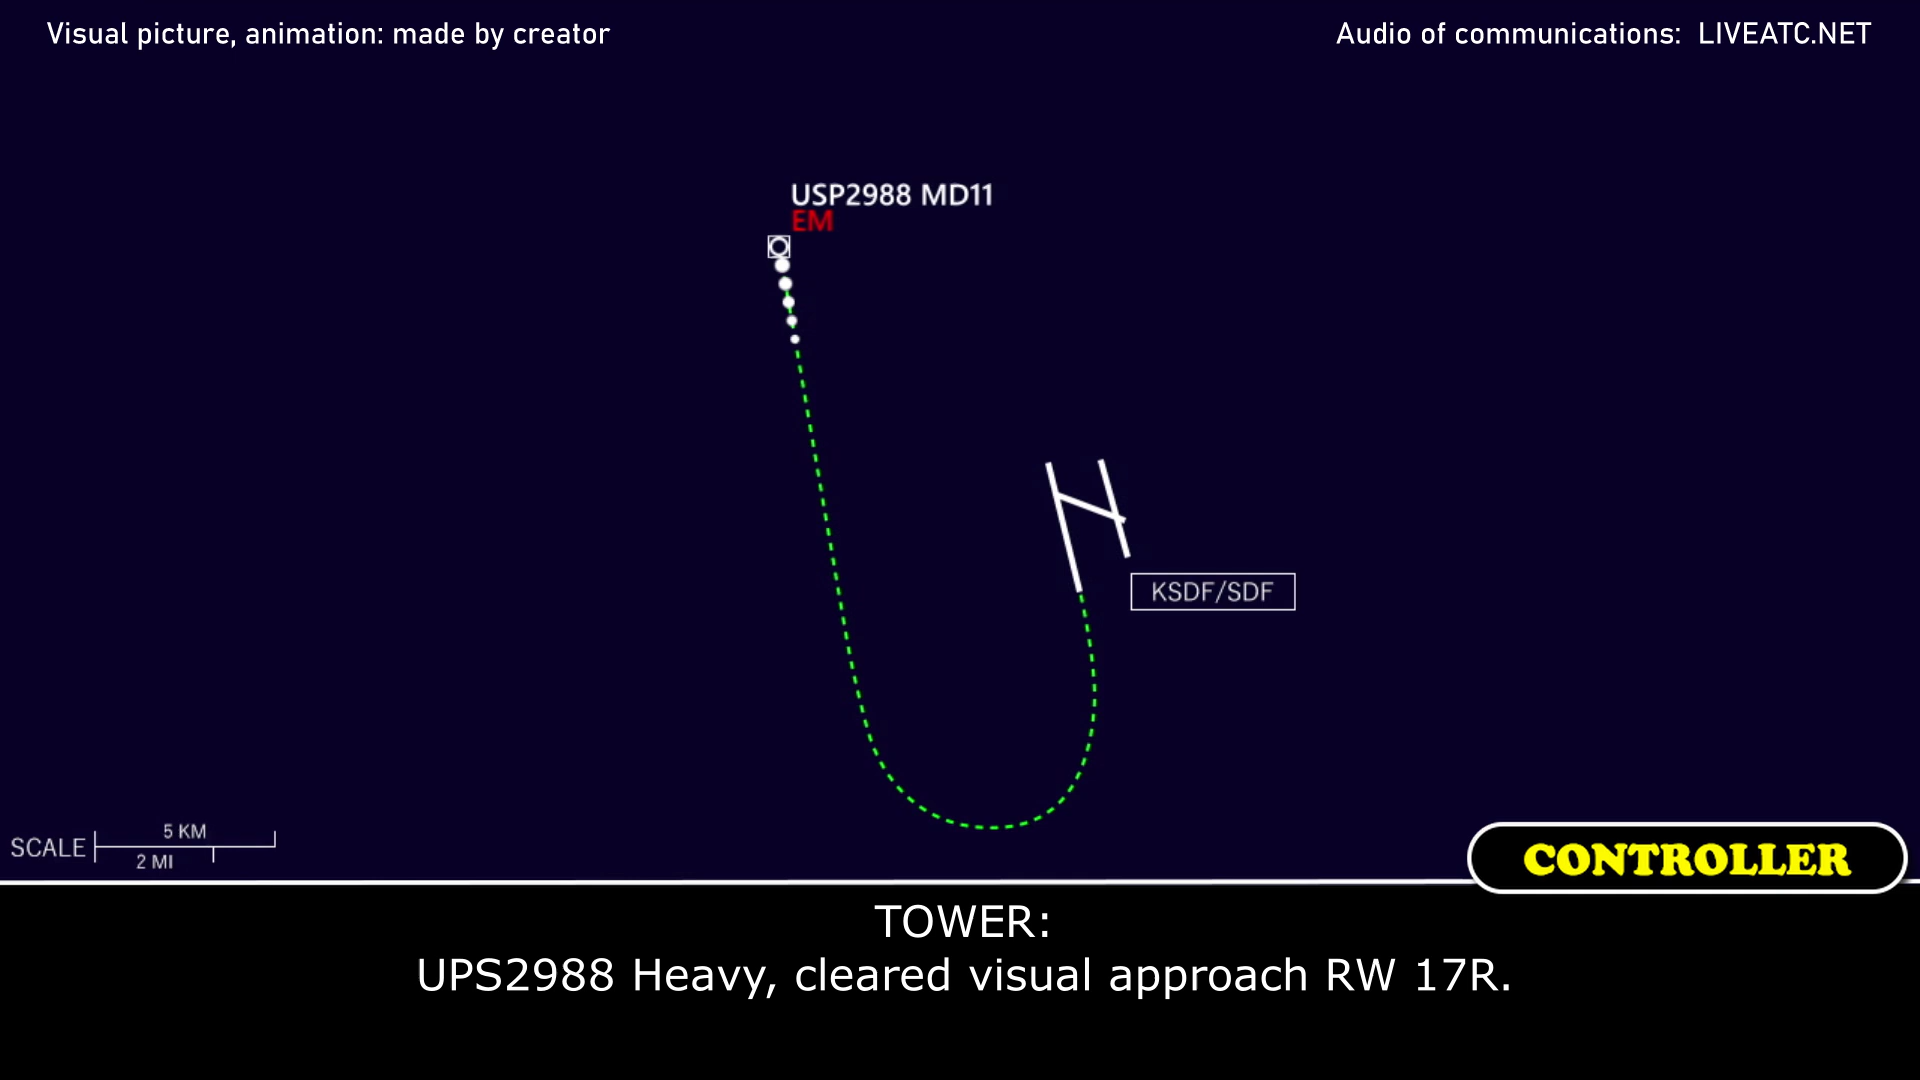 Visual picture, animation: made by creator
Audio of communications: LIVEATC.NET
USP2988 MD11
EM
KSDF/SDF
SCALE
5 KM
2 MI
CONTROLLER
TOWER:
UPS2988 Heavy, cleared visual approach RW 17R.